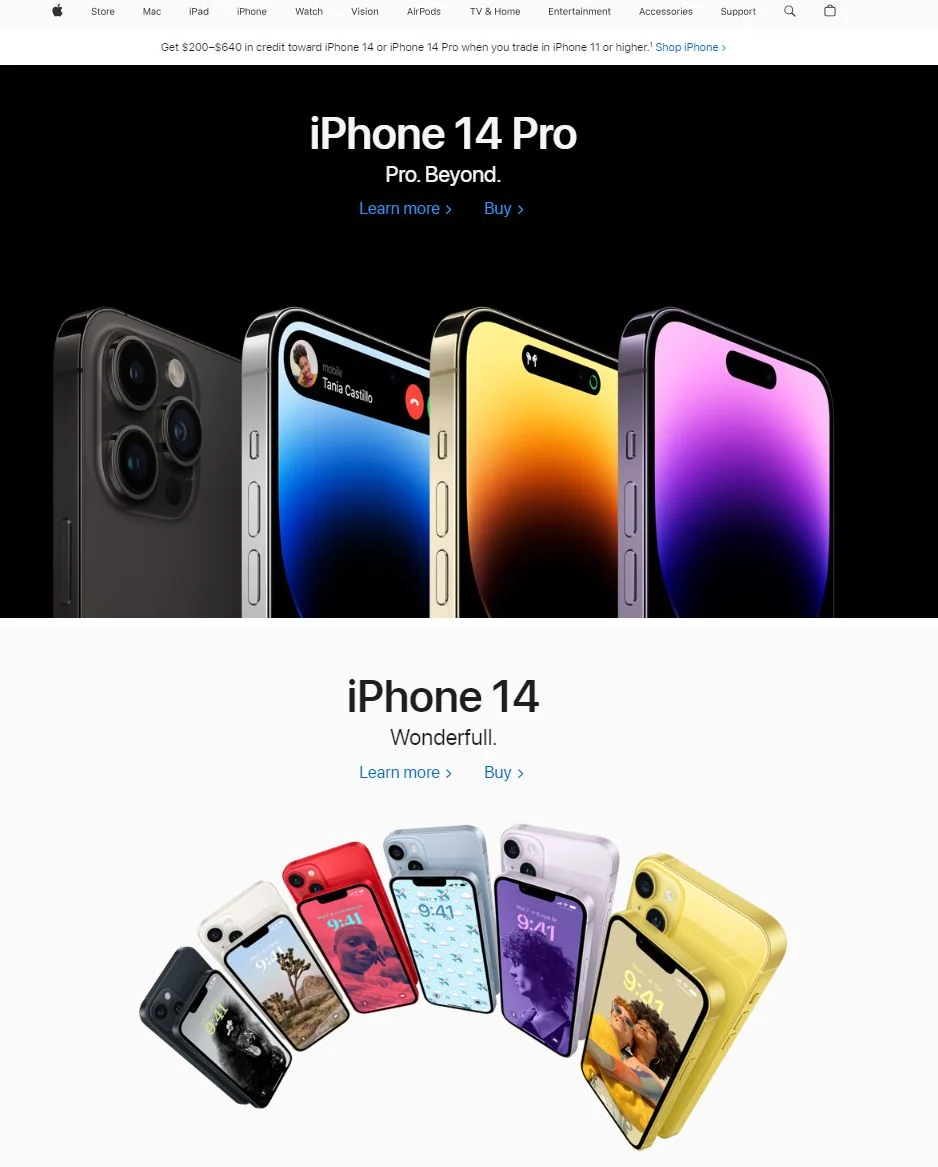 Store Mac iPad iPhone Watch Vision AirPods TV & Home Entertainment Accessories Support
Get $200–$640 in credit toward iPhone 14 or iPhone 14 Pro when you trade in iPhone 11 or higher.¹ Shop iPhone >
iPhone 14 Pro
Pro. Beyond.
Learn more > Buy >
mobile
Tania Castillo
iPhone 14
Wonderfull.
Learn more > Buy >
9:41
9:41
9:41
9:41
9:41
9:41